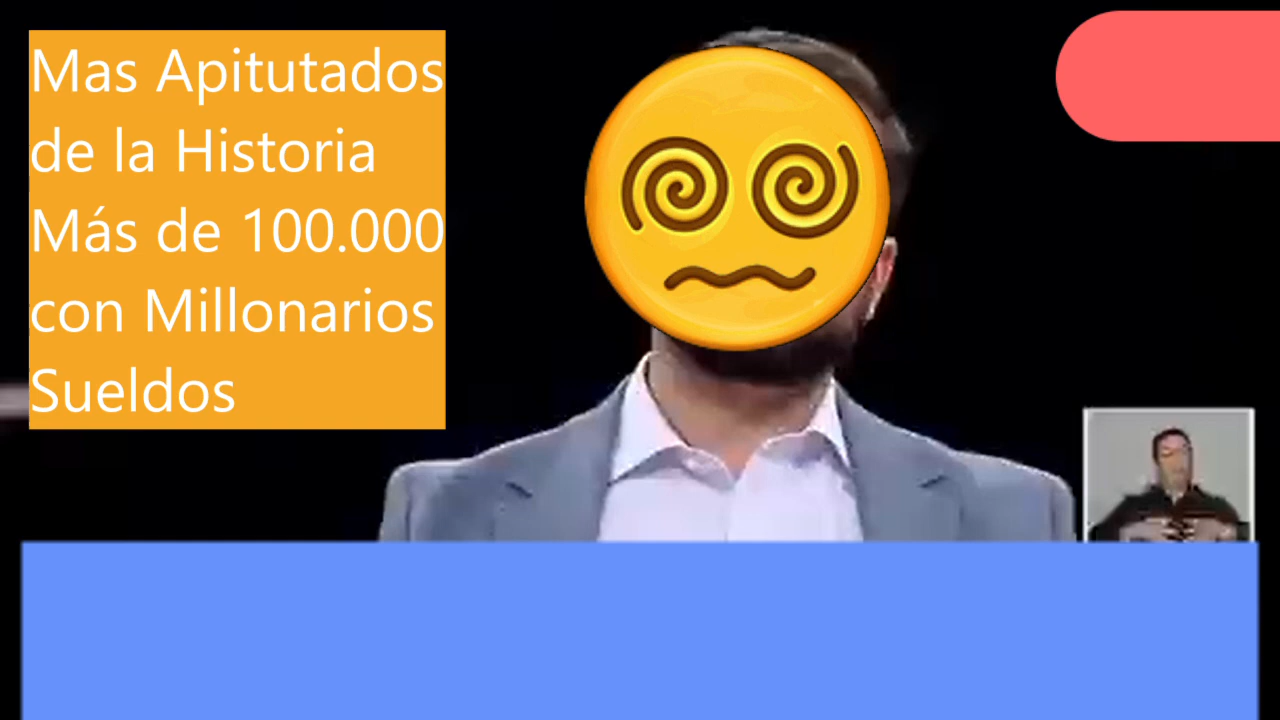 Mas Apitutados
de la Historia
Más de 100.000
con Millonarios
Sueldos